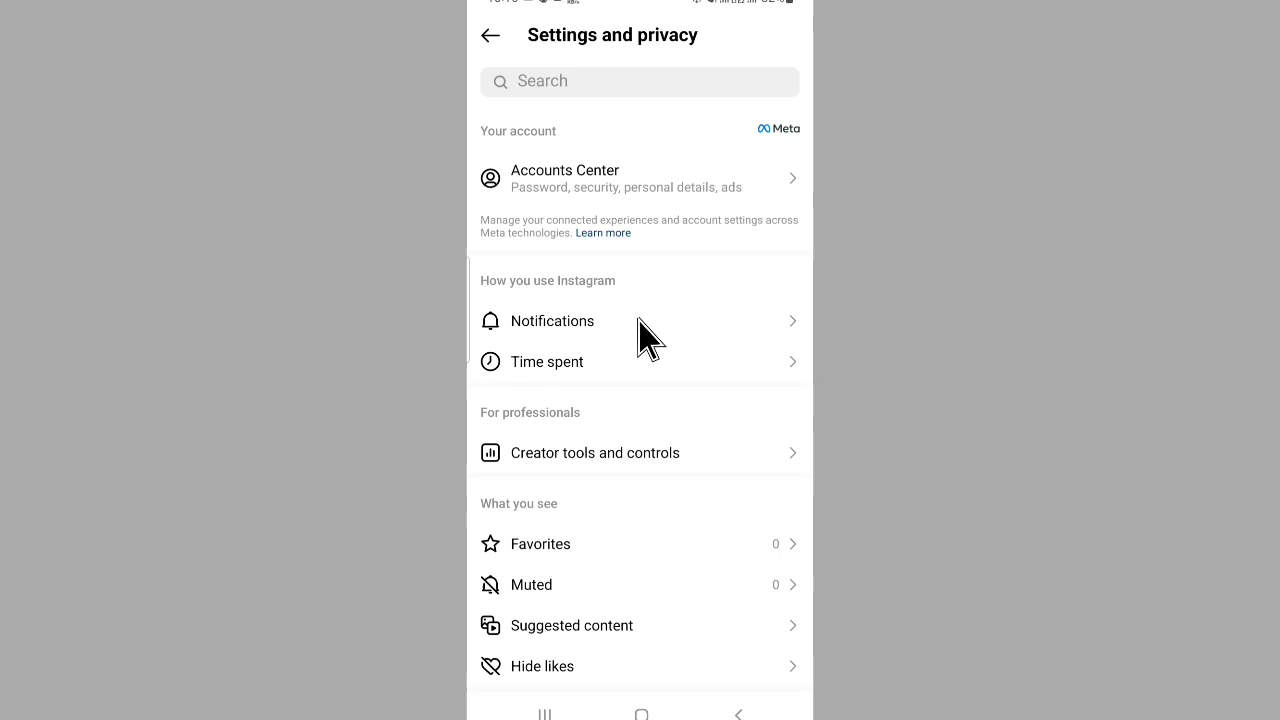 Settings and privacy
Search
Your account
Meta
Accounts Center
Password, security, personal details, ads
Manage your connected experiences and account settings across
Meta technologies. Learn more
How you use Instagram
Notifications
Time spent
For professionals
Creator tools and controls
What you see
Favorites 0
Muted 0
Suggested content
Hide likes